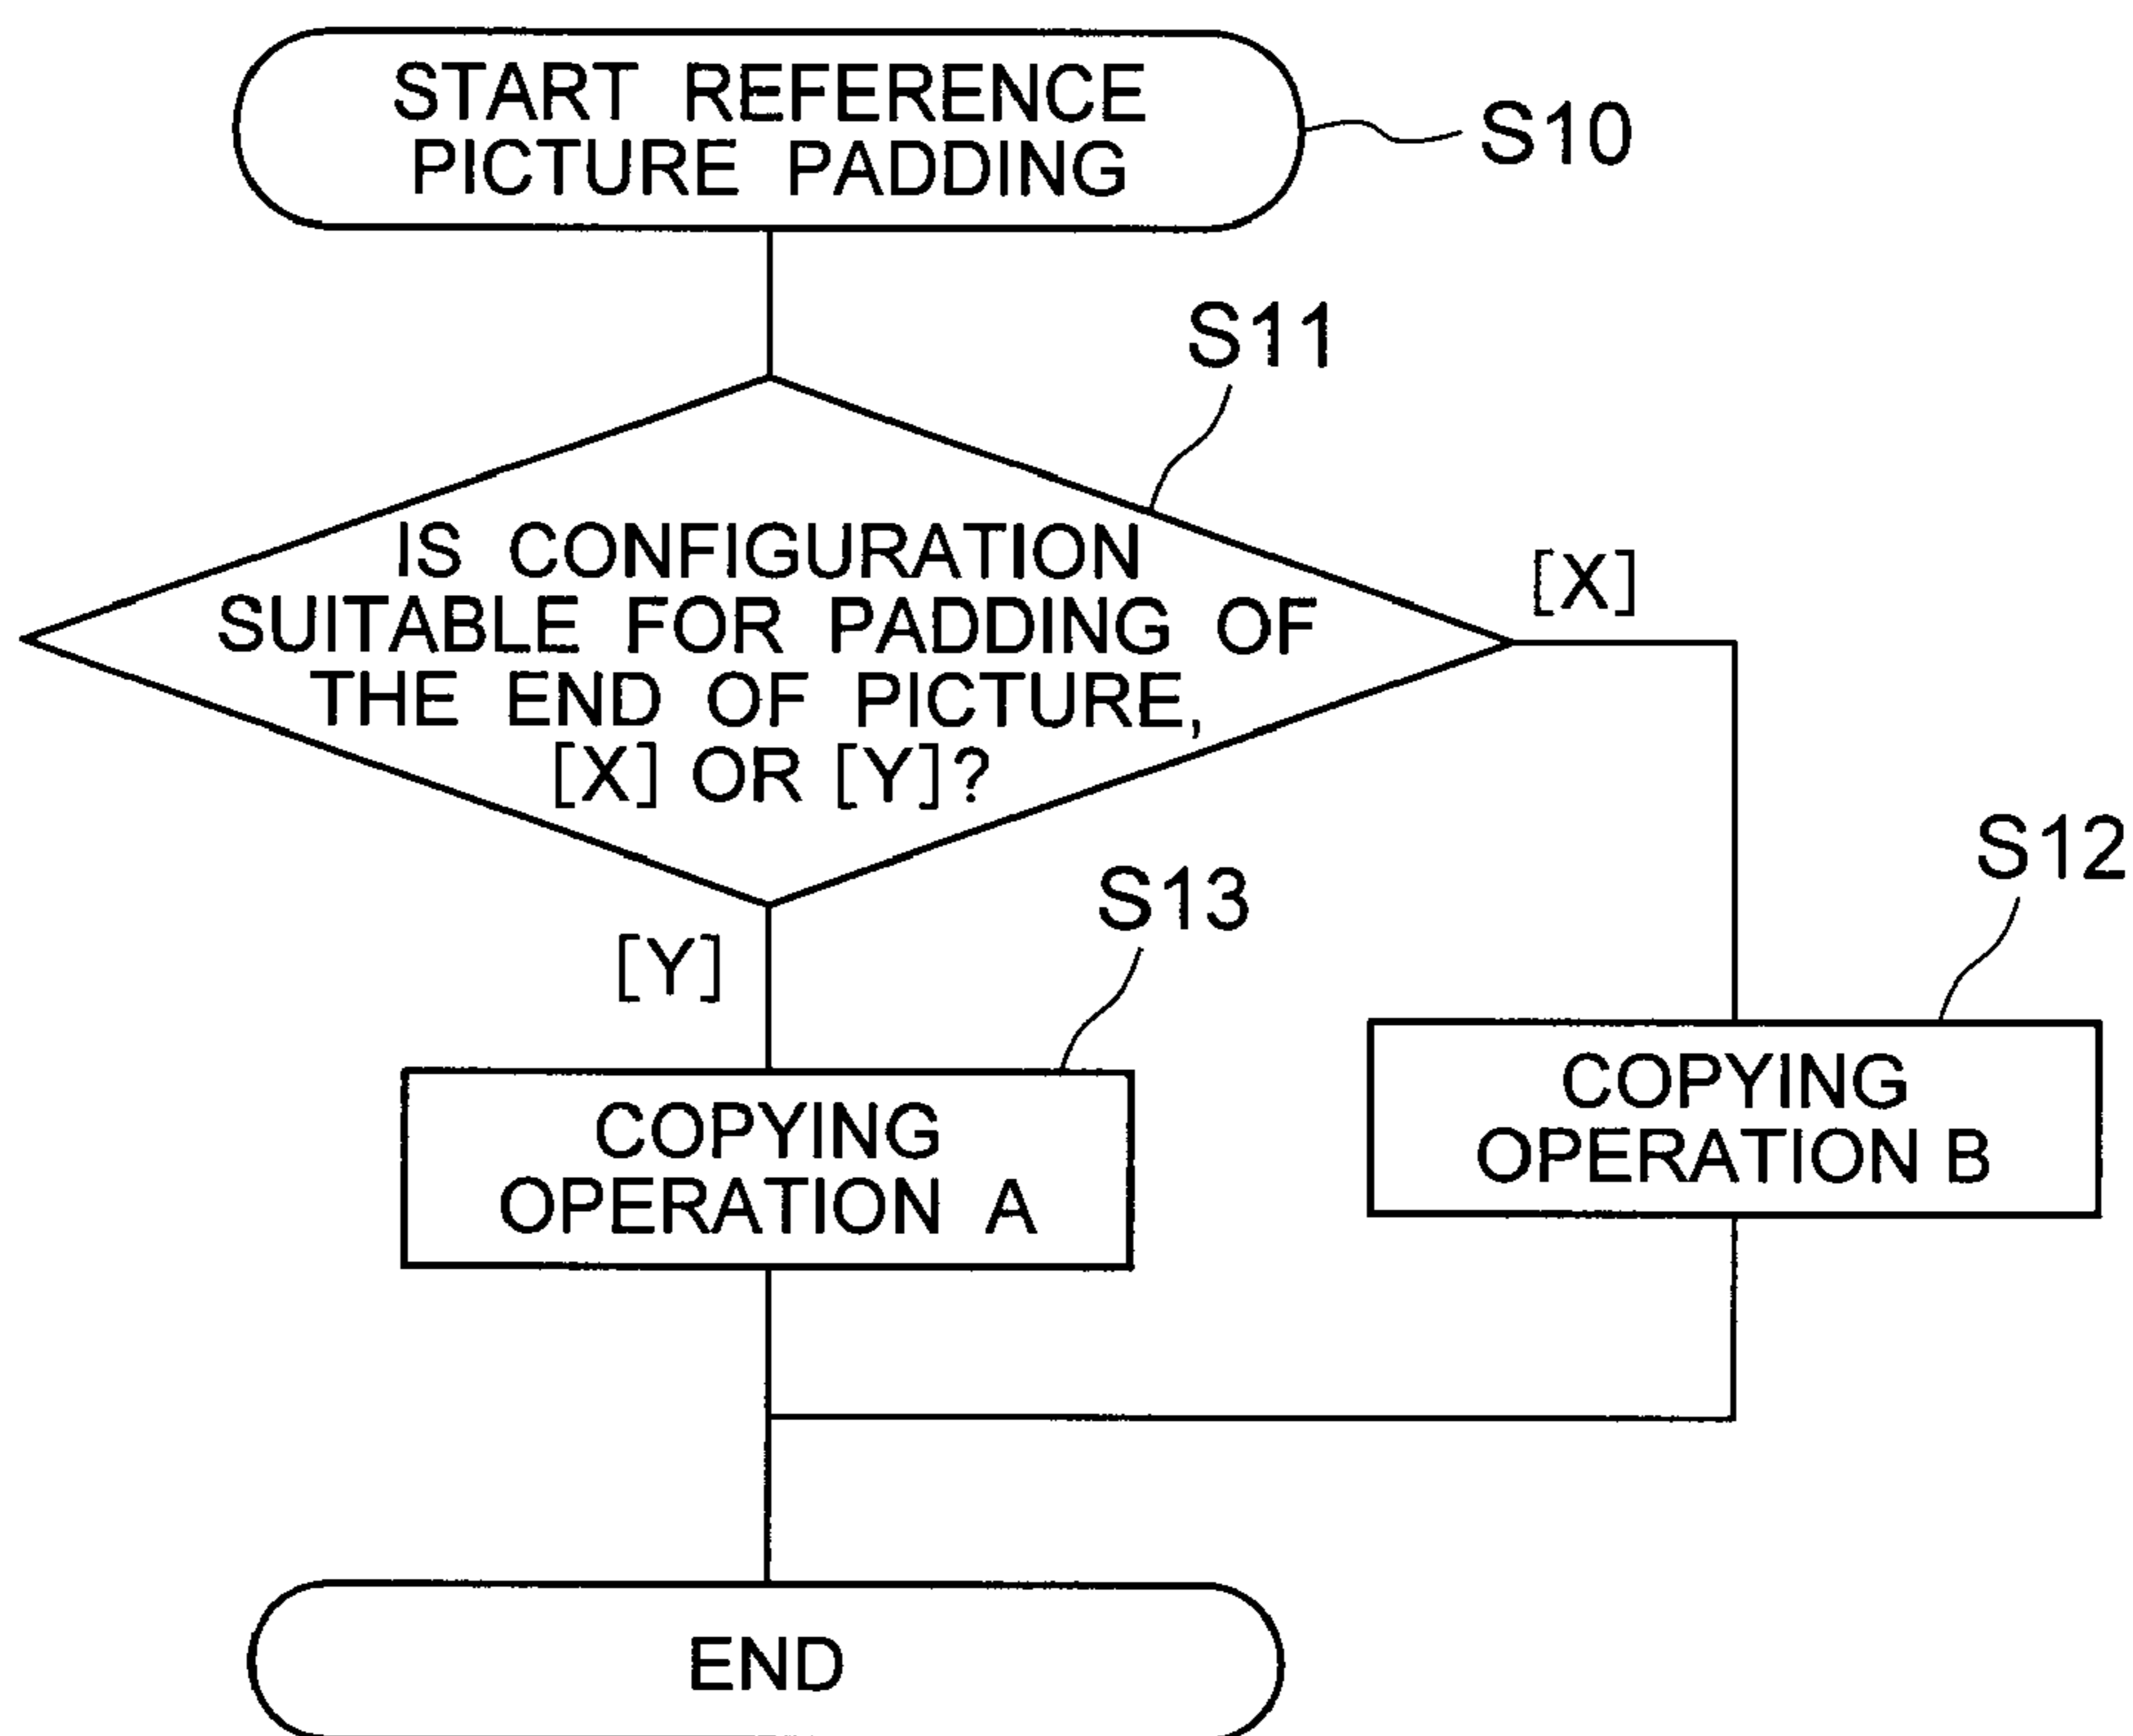 START REFERENCE
PICTURE PADDING
S10
S11
IS CONFIGURATION
SUITABLE FOR PADDING OF
THE END OF PICTURE,
[X] OR [Y]?
[X]
[Y]
S13
S12
COPYING
OPERATION A
COPYING
OPERATION B
END